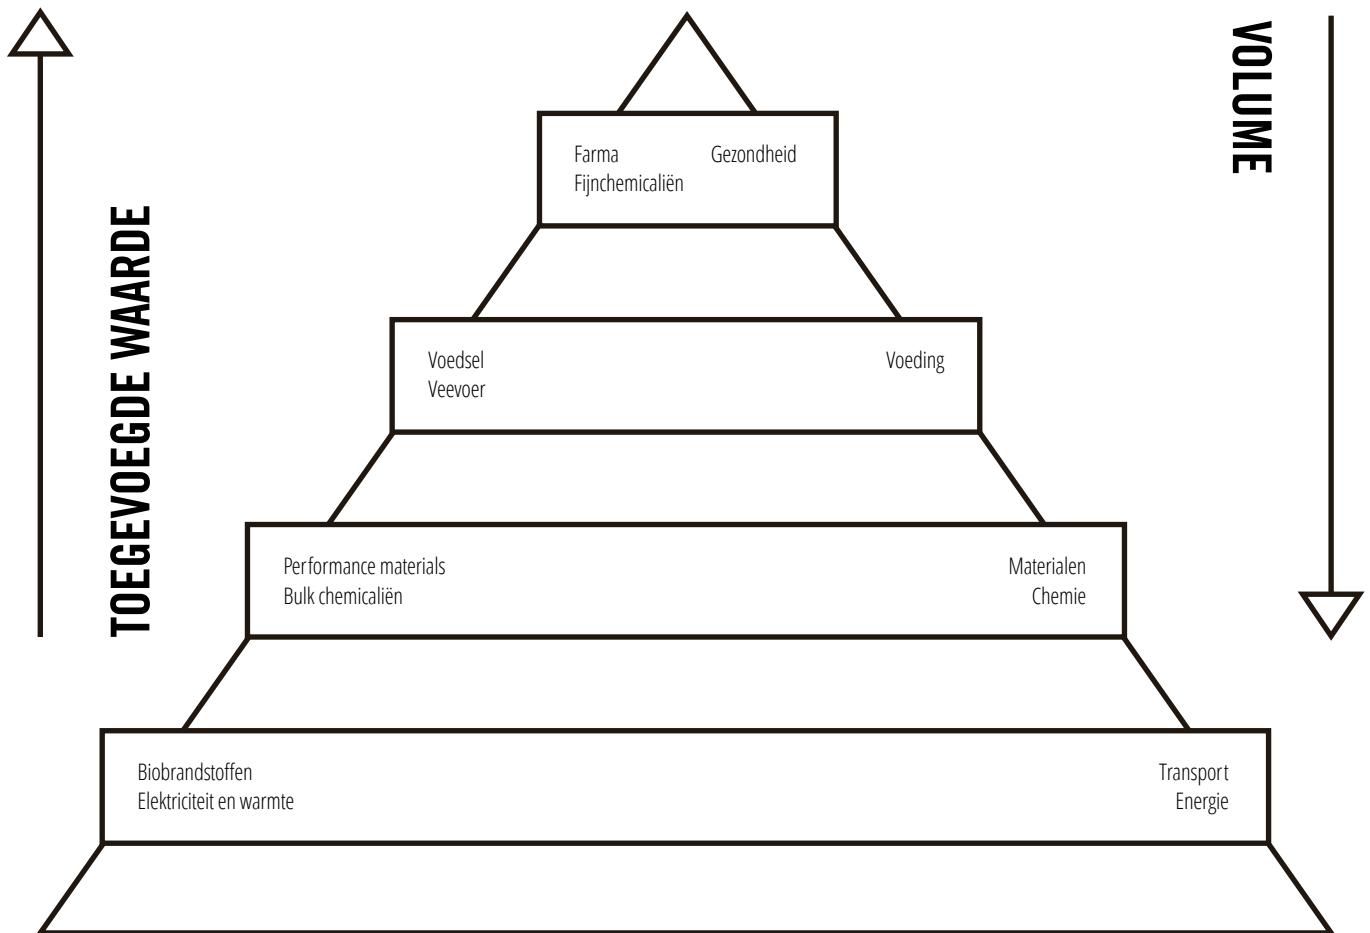 TOEGEVOEGDE WAARDE
VOLUME
Farma Gezondheid
Fijnchemicaliën
Voedsel Voeding
Veevoer
Performance materials Materialen
Bulk chemicaliën Chemie
Biobrandstoffen Transport
Elektriciteit en warmte Energie